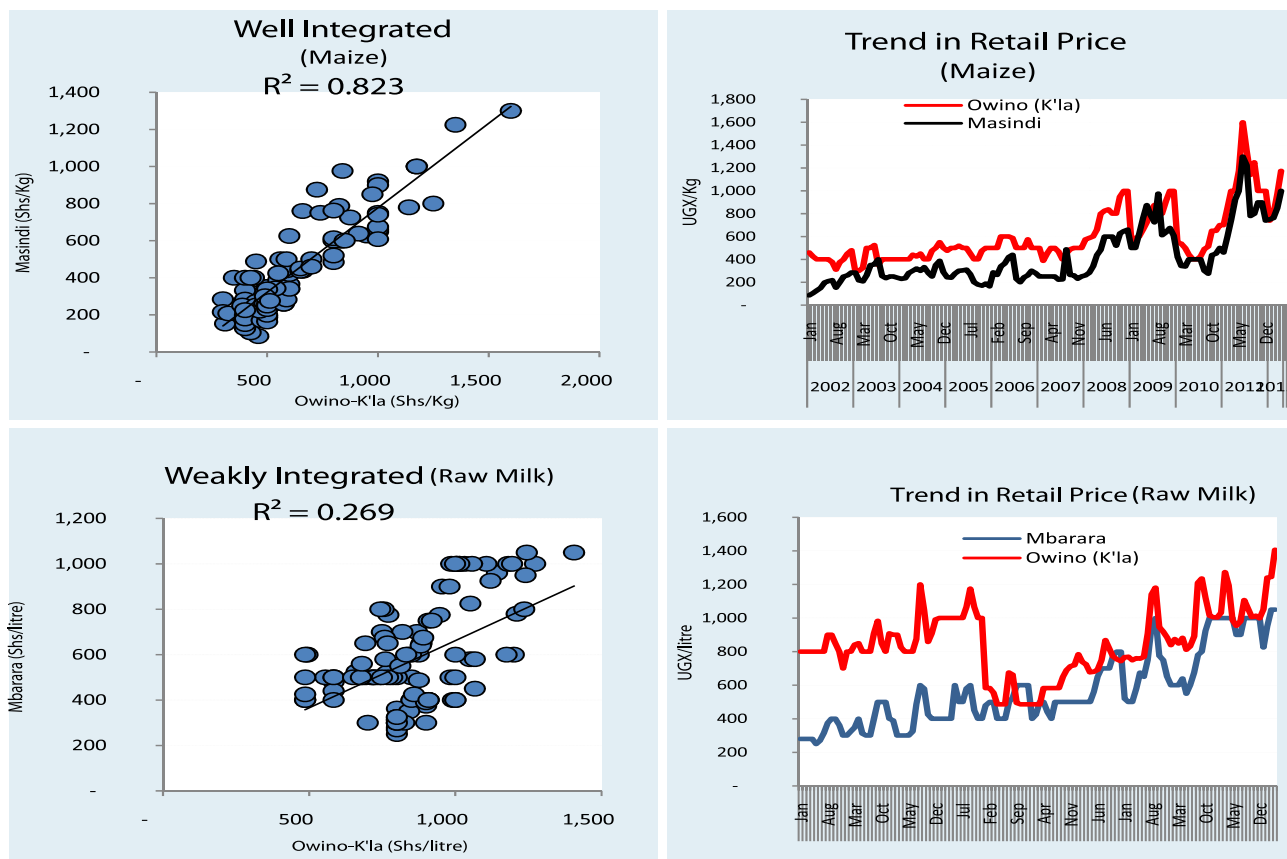 Well Integrated
(Maize)
R² = 0.823
1,400
1,200
1,000
800
600
400
200
-
Masindi (Shs/Kg)
- 500 1,000 1,500 2,000
Owino-K'la (Shs/Kg)
Trend in Retail Price
(Maize)
Owino (K'la)
Masindi
1,800
1,600
1,400
1,200
1,000
800
600
400
200
-
UGX/Kg
Jan Aug Mar Oct May Dec Jul Feb Sep Apr Nov Jun Jan Aug Mar Oct May Dec
2002 2003 2004 2005 2006 2007 2008 2009 2010 2011 201
Weakly Integrated (Raw Milk)
R² = 0.269
1,200
1,000
800
600
400
200
-
Mbarara (Shs/litre)
- 500 1,000 1,500
Owino-K'la (Shs/litre)
Trend in Retail Price (Raw Milk)
Mbarara
Owino (K'la)
1,600
1,400
1,200
1,000
800
600
400
200
-
UGX/litre
Jan Aug Mar Oct May Dec Jul Feb Sep Apr Nov Jun Jan Aug Mar Oct May Dec